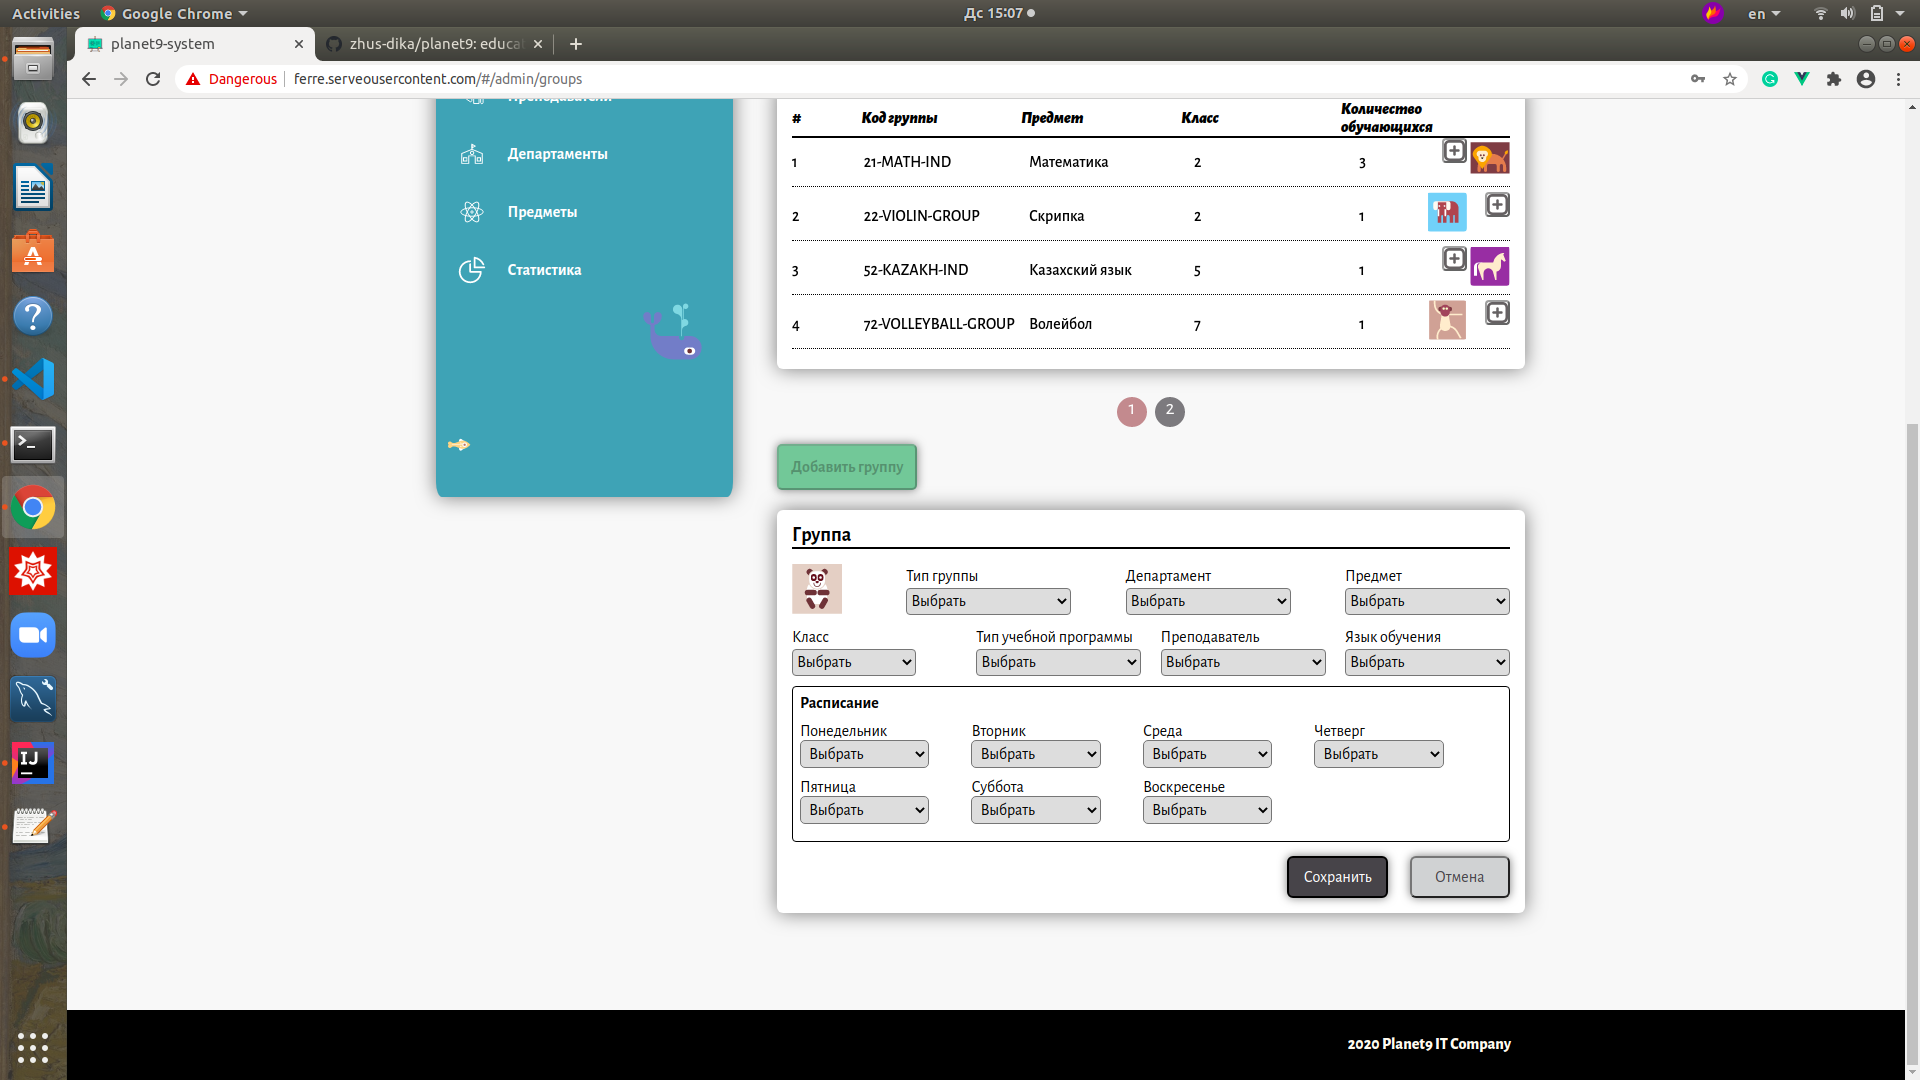 Activities
Google Chrome
Дс 15:07
en
planet9-system
zhus-dika/planet9: educa
Dangerous
ferre.serveousercontent.com/#/admin/groups
Преподаватели
Департаменты
Предметы
Статистика
# Код группы Предмет Класс Количество
обучающихся
1 21-MATH-IND Математика 2 3
2 22-VIOLIN-GROUP Скрипка 2 1
3 52-KAZAKH-IND Казахский язык 5 1
4 72-VOLLEYBALL-GROUP Волейбол 7 1
1 2
Добавить группу
Группа
Тип группы Департамент Предмет
Выбрать Выбрать Выбрать
Класс Тип учебной программы Преподаватель Язык обучения
Выбрать Выбрать Выбрать Выбрать
Расписание
Понедельник Вторник Среда Четверг
Выбрать Выбрать Выбрать Выбрать
Пятница Суббота Воскресенье
Выбрать Выбрать Выбрать
Сохранить Отмена
2020 Planet9 IT Company